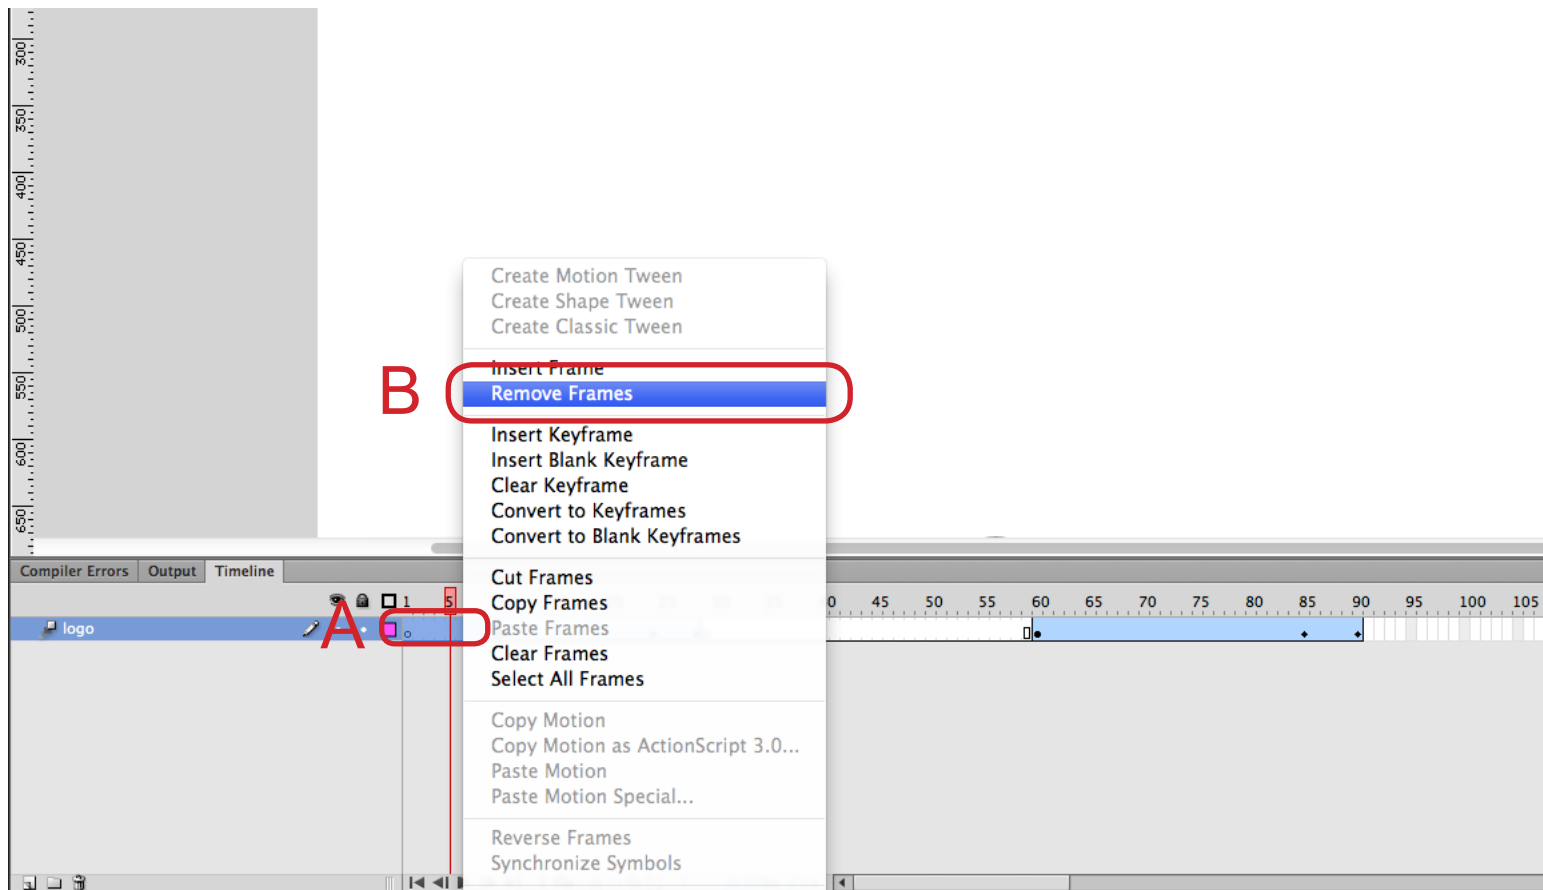 300
350
400
450
500
550
600
650
Create Motion Tween
Create Shape Tween
Create Classic Tween
Insert Frame
B
Remove Frames
Insert Keyframe
Insert Blank Keyframe
Clear Keyframe
Convert to Keyframes
Convert to Blank Keyframes
Cut Frames
Copy Frames
Paste Frames
Clear Frames
Select All Frames
Copy Motion
Copy Motion as ActionScript 3.0...
Paste Motion
Paste Motion Special...
Reverse Frames
Synchronize Symbols
Compiler Errors Output Timeline
1 5 0 45 50 55 60 65 70 75 80 85 90 95 100 105
A
logo